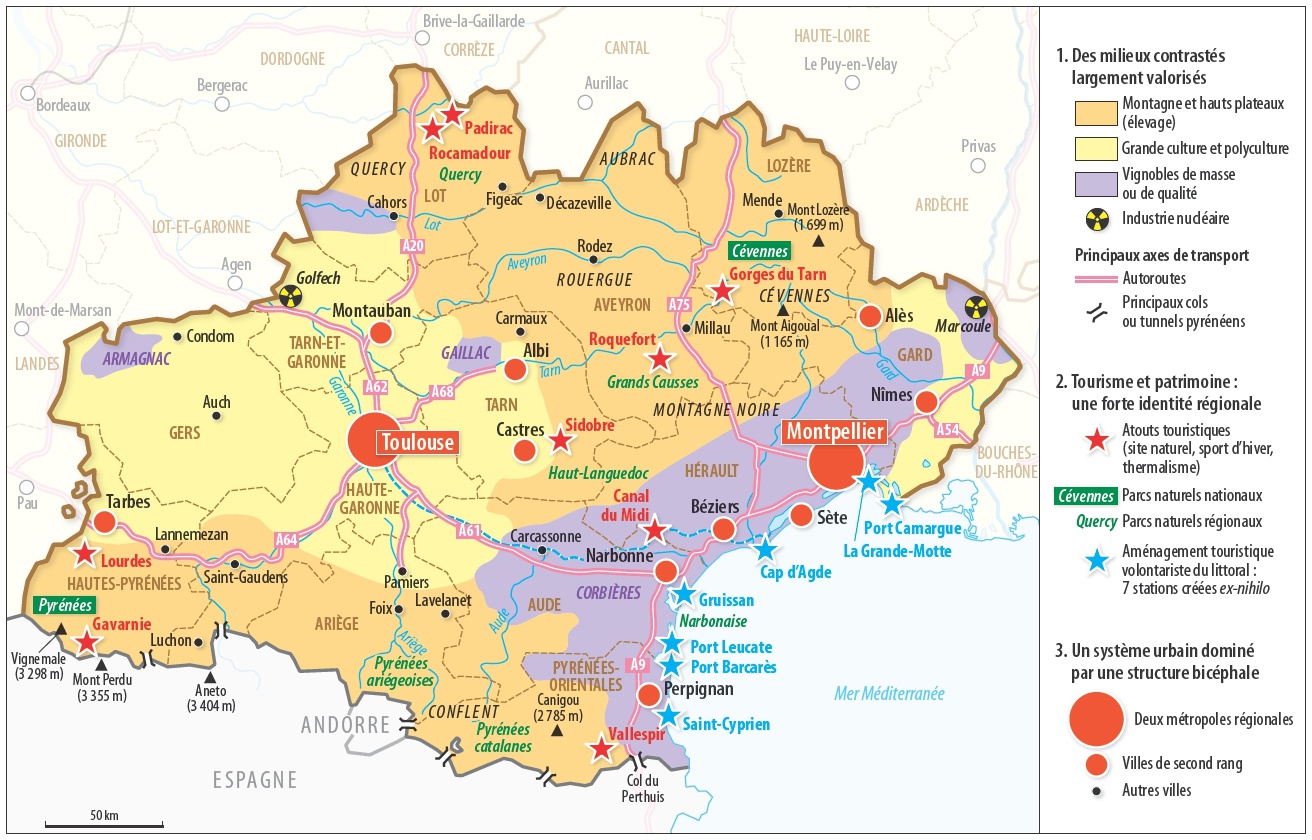 Brive-la-Gaillarde
CORRÈZE
CANTAL
HAUTE-LOIRE
DORDOGNE
Le Puy-en-Velay
Aurillac
Bergerac
Bordeaux
GIRONDE
Privas
ARDÈCHE
LOT-ET-GARONNE
Agen
Mont-de-Marsan
LANDES
Pau
BOUCHES-
DU-RHÔNE
Padirac
Rocamadour
Quercy
QUERCY
LOT
Cahors
Lot
Figeac
Décazeville
AUBRAC
LOZÈRE
Mende
Mont Lozère
(1 699 m)
A20
Aveyron
Rodez
ROUERGUE
AVEYRON
A75
Cévennes
Gorges du Tarn
CÉVENNES
Golfech
Montauban
Carmaux
Millau
Mont Aigoual
(1 165 m)
Alès
Marcoule
Condom
ARMAGNAC
TARN-ET-
GARONNE
GAILLAC
Albi
Tarn
Roquefort
Grands Causses
GARD
Gard
A9
Garonne
A62
A68
TARN
MONTAGNE NOIRE
Nîmes
Auch
GERS
Toulouse
Castres
Sidobre
Montpellier
A54
Haut-Languedoc
HÉRAULT
HAUTE-
GARONNE
Canal
du Midi
Béziers
Sète
Port Camargue
La Grande-Motte
Tarbes
Lannemezan
A64
A61
Carcassonne
Narbonne
Cap d'Agde
Lourdes
HAUTES-PYRÉNÉES
Saint-Gaudens
Pamiers
CORBIÈRES
Gruissan
Narbonaise
Pyrénées
Foix
Lavelanet
Aude
AUDE
Gavarnie
Luchon
ARIÈGE
Ariège
Port Leucate
Port Barcarès
Vignemale
(3 298 m)
Mont Perdu
(3 355 m)
Aneto
(3 404 m)
Pyrénées
ariégeoises
PYRÉNÉES-
ORIENTALES
A9
Perpignan
Mer Méditerranée
Canigou
(2 785 m)
CONFLENT
Saint-Cyprien
ANDORRE
Pyrénées
catalanes
Vallespir
ESPAGNE
Col du
Perthuis
50 km
1. Des milieux contrastés
largement valorisés
Montagne et hauts plateaux
(élevage)
Grande culture et polyculture
Vignobles de masse
ou de qualité
Industrie nucléaire
Principaux axes de transport
Autoroutes
Principaux cols
ou tunnels pyrénéens
2. Tourisme et patrimoine :
une forte identité régionale
Atouts touristiques
(site naturel, sport d'hiver,
thermalisme)
Cévennes Parcs naturels nationaux
Quercy Parcs naturels régionaux
Aménagement touristique
volontariste du littoral :
7 stations créées ex-nihilo
3. Un système urbain dominé
par une structure bicéphale
Deux métropoles régionales
Villes de second rang
Autres villes